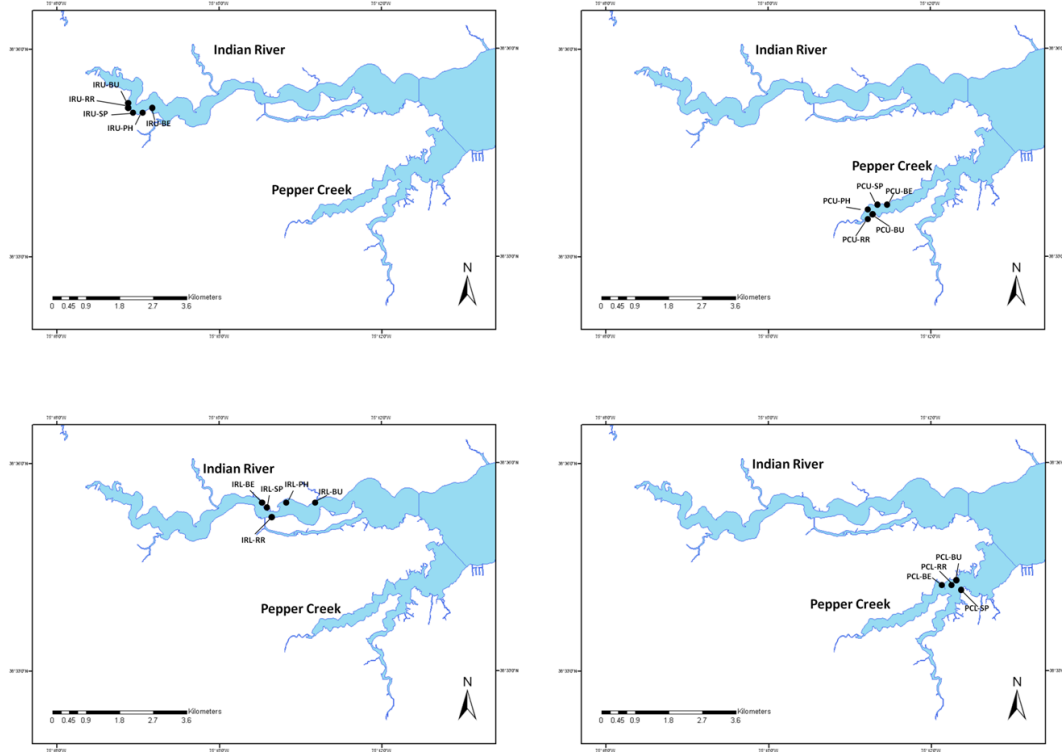 Indian River
IRU-BU
IRU-RR
IRU-SP
IRU-PH
IRU-BE
Pepper Creek
N
Kilometers
0 0.45 0.9 1.8 2.7 3.6
Indian River
Pepper Creek
PCU-SP
PCU-BE
PCU-PH
PCU-BU
PCU-RR
N
Kilometers
0 0.45 0.9 1.8 2.7 3.6
Indian River
IRL-BE
IRL-SP
IRL-PH
IRL-BU
IRL-RR
Pepper Creek
N
Kilometers
0 0.45 0.9 1.8 2.7 3.6
Indian River
PCL-BU
PCL-RR
PCL-BE
PCL-SP
Pepper Creek
N
Kilometers
0 0.45 0.9 1.8 2.7 3.6